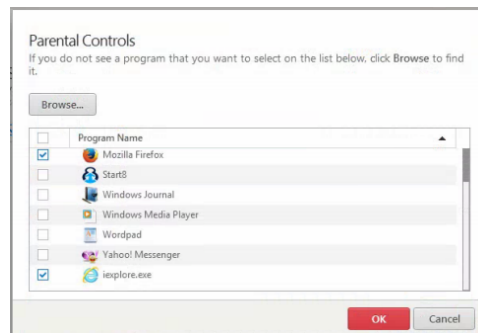 Parental Controls
If you do not see a program that you want to select on the list below, click Browse to find
it.
Browse...
Program Name
Mozilla Firefox
Start8
Windows Journal
Windows Media Player
Wordpad
Yahoo! Messenger
iexplore.exe
OK
Cancel